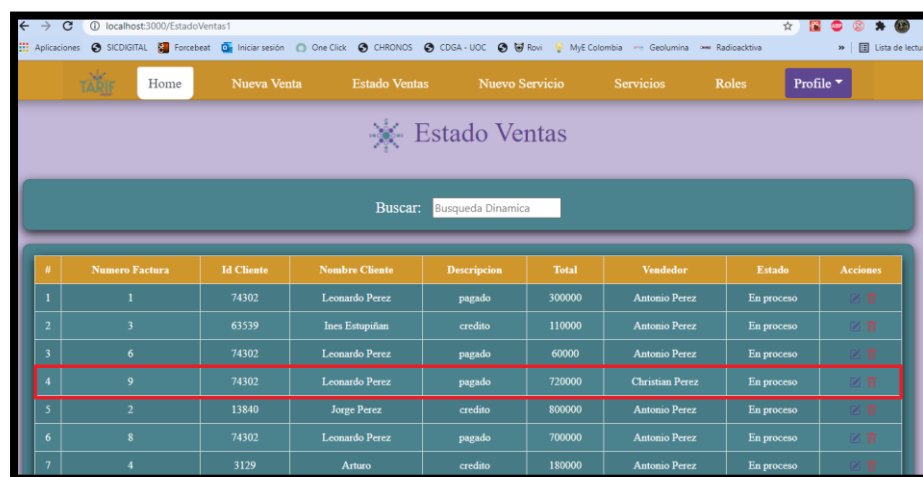 localhost:3000/EstadoVentas1
Aplicaciones SICDIGITAL Forcebeat Iniciar sesión One Click CHRONOS CDGA - UOC Rovi MyE Colombia Geolumina Radioacktiva » Lista de lectu
TARIF Home Nueva Venta Estado Ventas Nuevo Servicio Servicios Roles Profile
Estado Ventas
Buscar: Busqueda Dinamica
# Numero Factura Id Cliente Nombre Cliente Descripcion Total Vendedor Estado Acciones
1 1 74302 Leonardo Perez pagado 300000 Antonio Perez En proceso
2 3 63539 Ines Estupiñan credito 110000 Antonio Perez En proceso
3 6 74302 Leonardo Perez pagado 60000 Antonio Perez En proceso
4 9 74302 Leonardo Perez pagado 720000 Christian Perez En proceso
5 2 13840 Jorge Perez credito 800000 Antonio Perez En proceso
6 8 74302 Leonardo Perez pagado 700000 Antonio Perez En proceso
7 4 3129 Arturo credito 180000 Antonio Perez En proceso